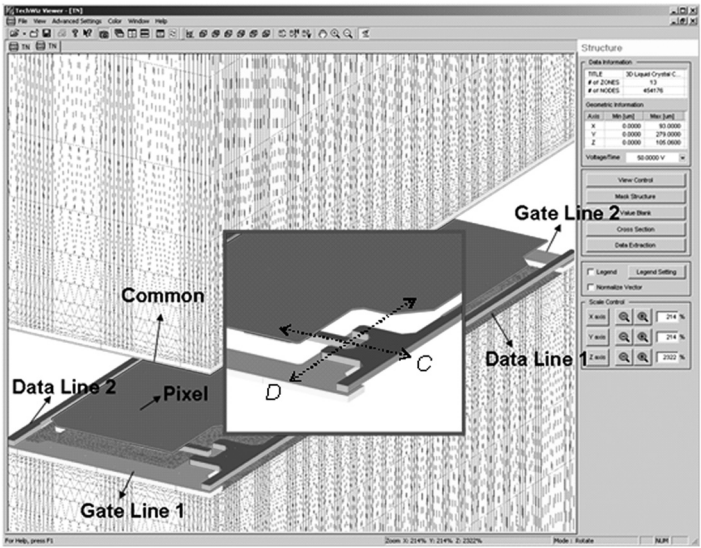 TechWiz Viewer - [TN]
File View Advanced Settings Color Window Help
TN TN
Structure
Data Information
TITLE 3D Liquid Crystal C...
# of ZONES 13
# of NODES 454176
Geometric Information
Axis Min [um] Max [um]
X 0.0000 93.0000
Y 0.0000 279.0000
Z 0.0000 105.0600
Voltage/Time 50.0000 V
View Control
Mask Structure
Value Blank
Cross Section
Data Extraction
Legend Legend Setting
Normalize Vector
Scale Control
X axis 214 %
Y axis 214 %
Z axis 2322 %
Gate Line 2
Common
Data Line 1
C
D
Data Line 2
Pixel
Gate Line 1
For Help, press F1
Zoom X: 214% Y: 214% Z: 2322%
Mode : Rotate
NUM